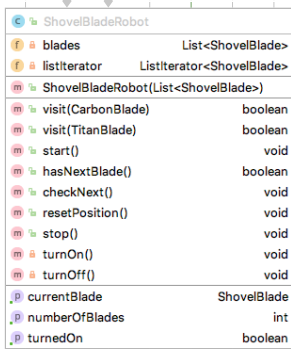 C ShovelBladeRobot
f blades List<ShovelBlade>
f listIterator ListIterator<ShovelBlade>
m ShovelBladeRobot(List<ShovelBlade>)
m visit(CarbonBlade) boolean
m visit(TitanBlade) boolean
m start() void
m hasNextBlade() boolean
m checkNext() void
m resetPosition() void
m stop() void
m turnOn() void
m turnOff() void
p currentBlade ShovelBlade
p numberOfBlades int
p turnedOn boolean